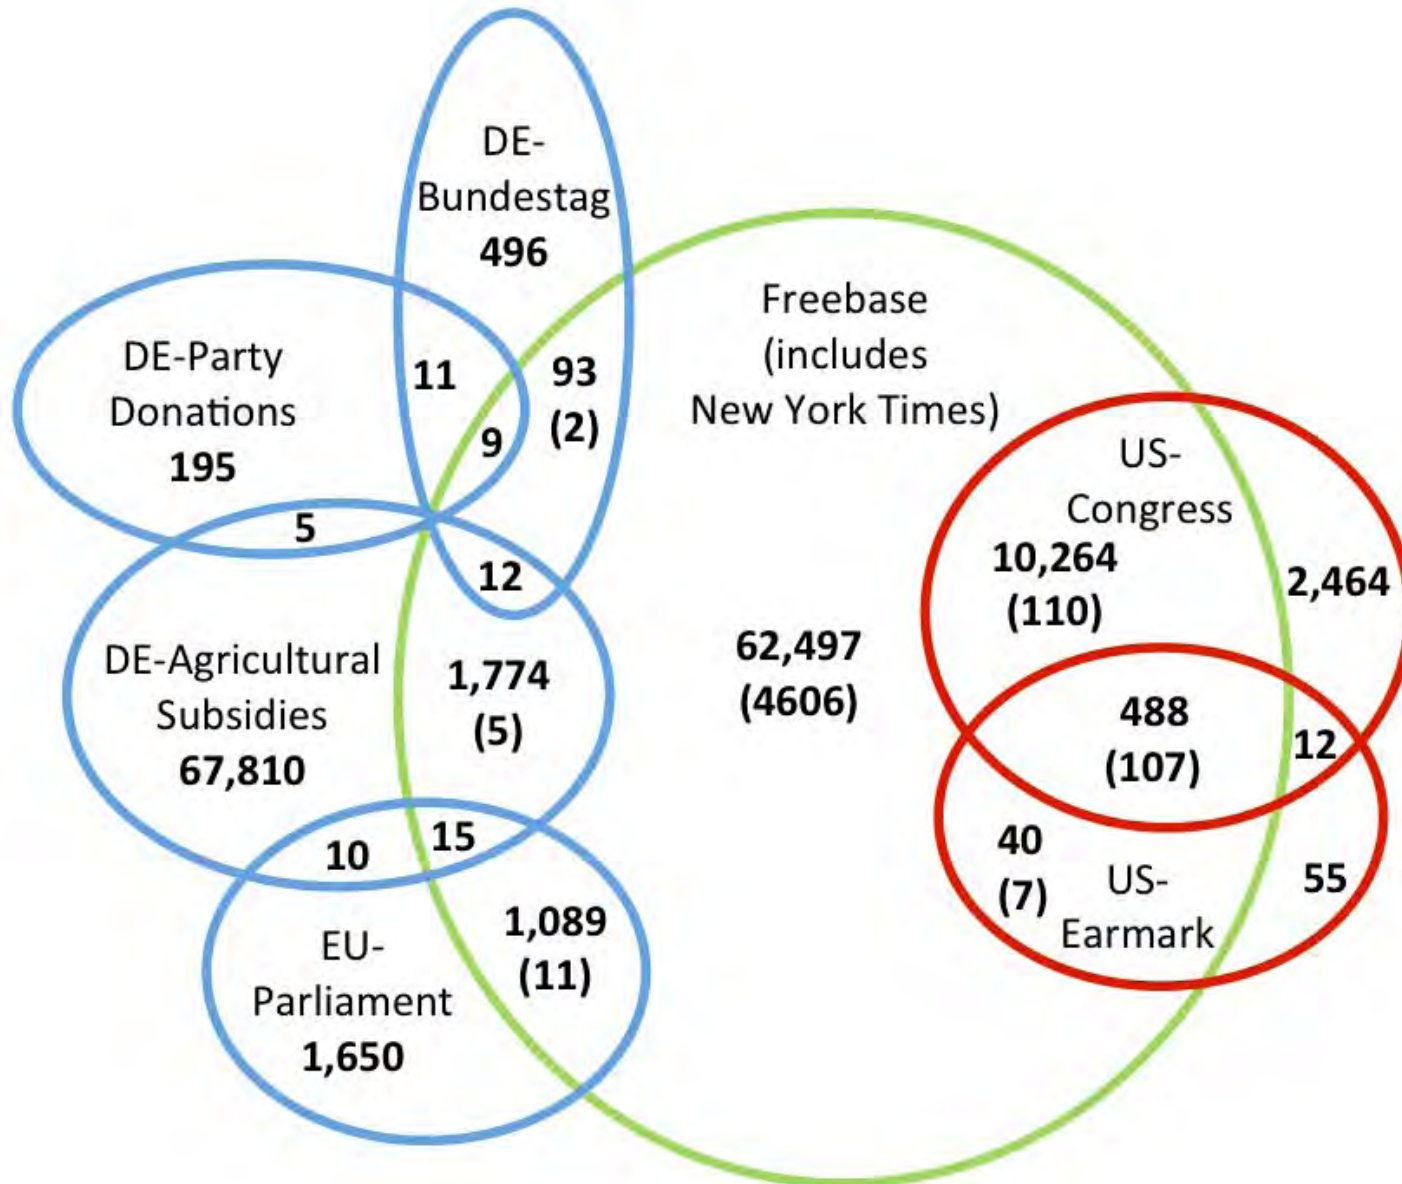 DE-
Bundestag
496
Freebase
(includes
New York Times)
DE-Party
Donations
195
11
93
(2)
9
5
12
US-
Congress
10,264
(110)
2,464
DE-Agricultural
Subsidies
67,810
1,774
(5)
62,497
(4606)
488
(107)
12
10
15
40
(7)
US-
Earmark
55
EU-
Parliament
1,650
1,089
(11)